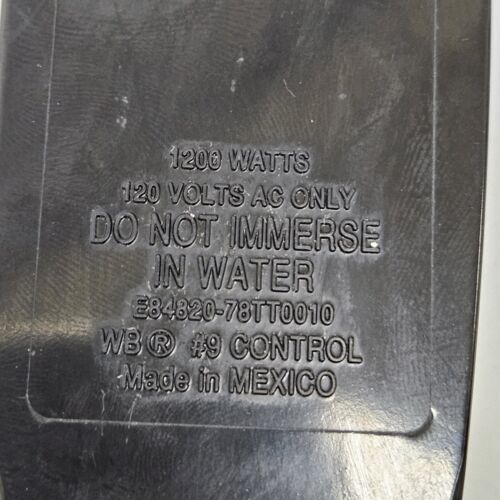 1200 WATTS
120 VOLTS AC ONLY
DO NOT IMMERSE
IN WATER
E84820-78TT0010
WB® #9 CONTROL
Made in MEXICO